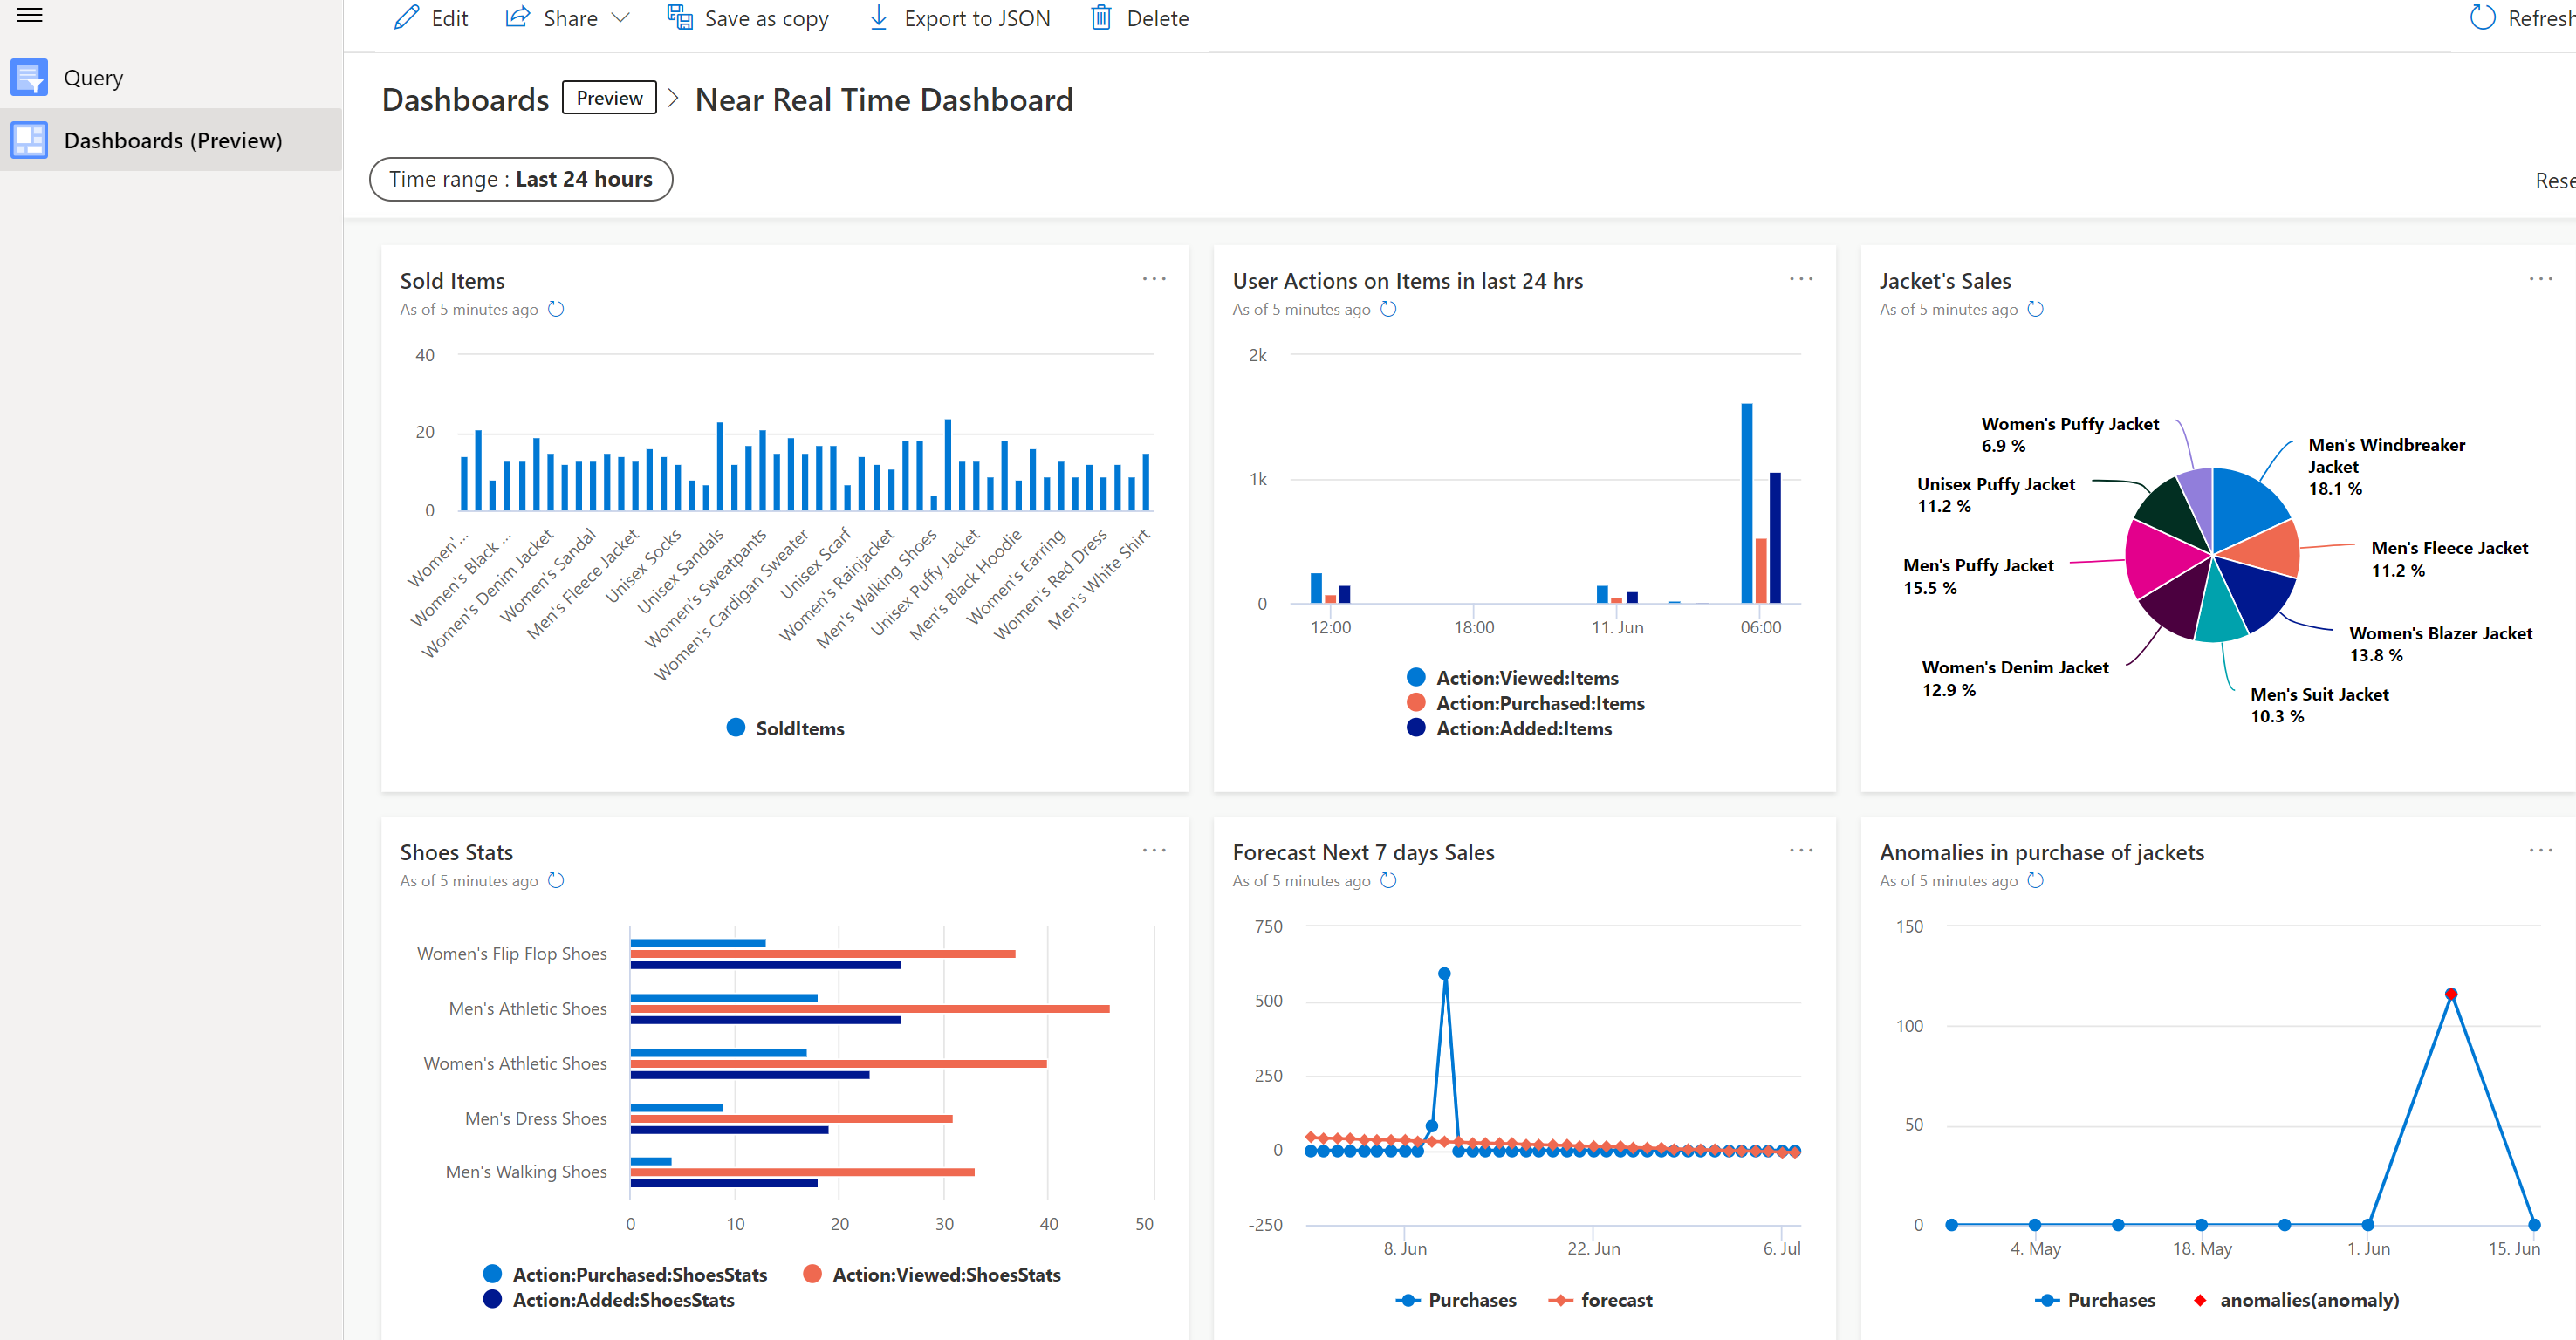 Edit Share Save as copy Export to JSON Delete Refresh
Query
Dashboards (Preview)
Dashboards Preview > Near Real Time Dashboard
Time range : Last 24 hours
Sold Items
As of 5 minutes ago
40
20
0
Women'...
Women's Black ...
Women's Denim Jacket
Women's Sandal
Men's Fleece Jacket
Unisex Socks
Unisex Sandals
Women's Sweatpants
Women's Cardigan Sweater
Unisex Scarf
Women's Rainjacket
Men's Walking Shoes
Unisex Puffy Jacket
Men's Black Hoodie
Women's Earring
Women's Red Dress
Men's White Shirt
SoldItems
User Actions on Items in last 24 hrs
As of 5 minutes ago
2k
1k
0
12:00 18:00 11. Jun 06:00
Action:Viewed:Items
Action:Purchased:Items
Action:Added:Items
Jacket's Sales
As of 5 minutes ago
Women's Puffy Jacket
6.9 %
Men's Windbreaker
Jacket
18.1 %
Unisex Puffy Jacket
11.2 %
Men's Fleece Jacket
11.2 %
Men's Puffy Jacket
15.5 %
Women's Blazer Jacket
13.8 %
Women's Denim Jacket
12.9 %
Men's Suit Jacket
10.3 %
Shoes Stats
As of 5 minutes ago
Women's Flip Flop Shoes
Men's Athletic Shoes
Women's Athletic Shoes
Men's Dress Shoes
Men's Walking Shoes
0 10 20 30 40 50
Action:Purchased:ShoesStats Action:Viewed:ShoesStats
Action:Added:ShoesStats
Forecast Next 7 days Sales
As of 5 minutes ago
750
500
250
0
-250
8. Jun 22. Jun 6. Jul
Purchases forecast
Anomalies in purchase of jackets
As of 5 minutes ago
150
100
50
0
4. May 18. May 1. Jun 15. Jun
Purchases anomalies(anomaly)